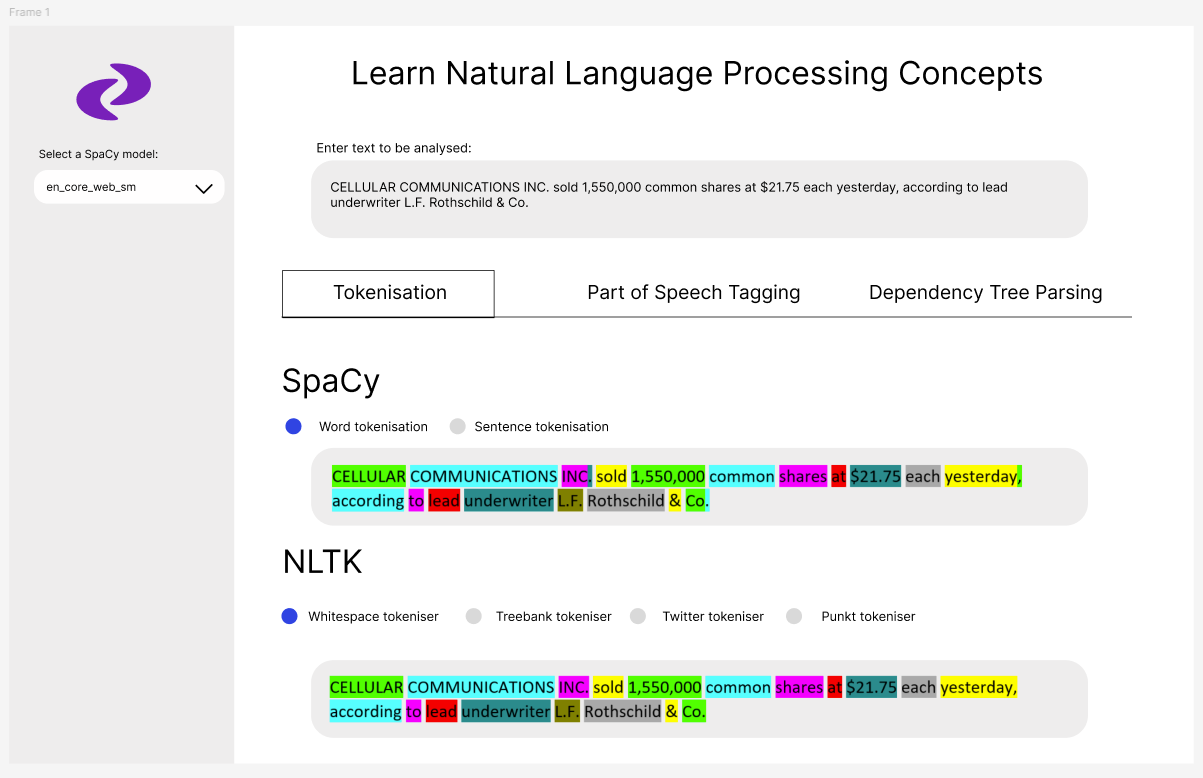 Frame 1
Learn Natural Language Processing Concepts
Select a SpaCy model:
en_core_web_sm
Enter text to be analysed:
CELLULAR COMMUNICATIONS INC. sold 1,550,000 common shares at $21.75 each yesterday, according to lead
underwriter L.F. Rothschild & Co.
Tokenisation Part of Speech Tagging Dependency Tree Parsing
SpaCy
Word tokenisation Sentence tokenisation
CELLULAR COMMUNICATIONS INC. sold 1,550,000 common shares at $21.75 each yesterday,
according to lead underwriter L.F. Rothschild & Co.
NLTK
Whitespace tokeniser Treebank tokeniser Twitter tokeniser Punkt tokeniser
CELLULAR COMMUNICATIONS INC. sold 1,550,000 common shares at $21.75 each yesterday,
according to lead underwriter L.F. Rothschild & Co.